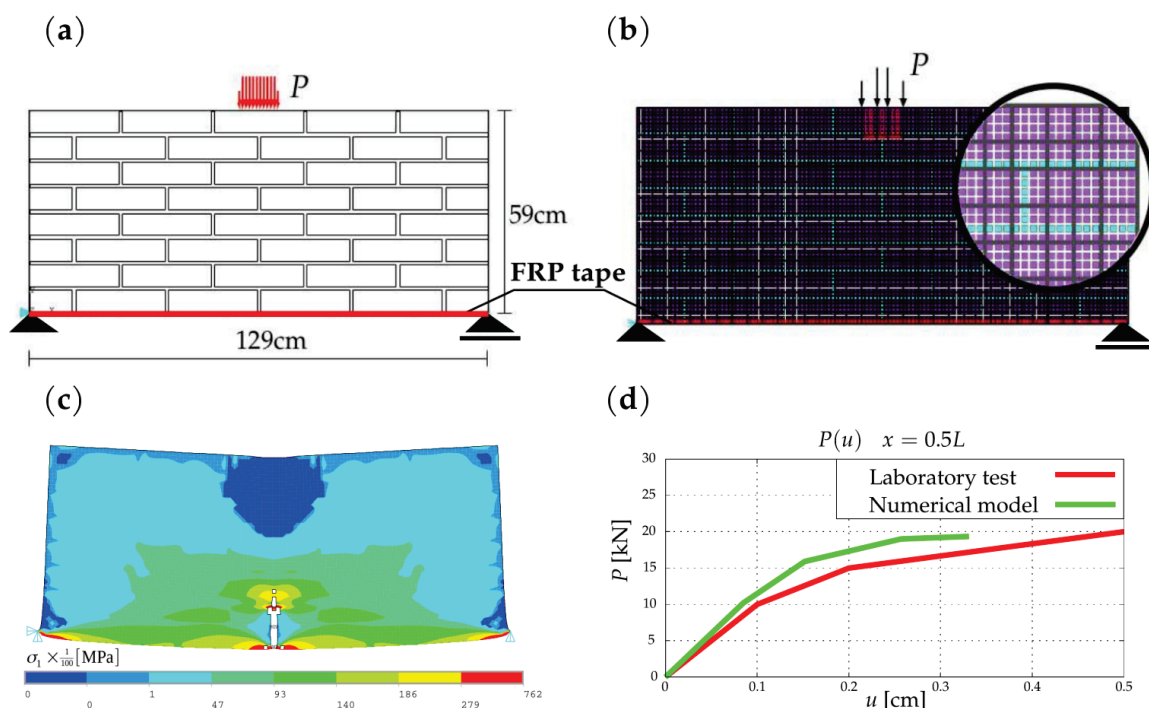 (a)
P
59cm
FRP tape
129cm
(b)
P
(c)
σ₁ × 1/100 [MPa]
0 1 93 186 762
0 47 140 279
(d)
P(u) x = 0.5L
Laboratory test
Numerical model
P [kN]
30
25
20
15
10
5
0
0 0.1 0.2 0.3 0.4 0.5
u [cm]